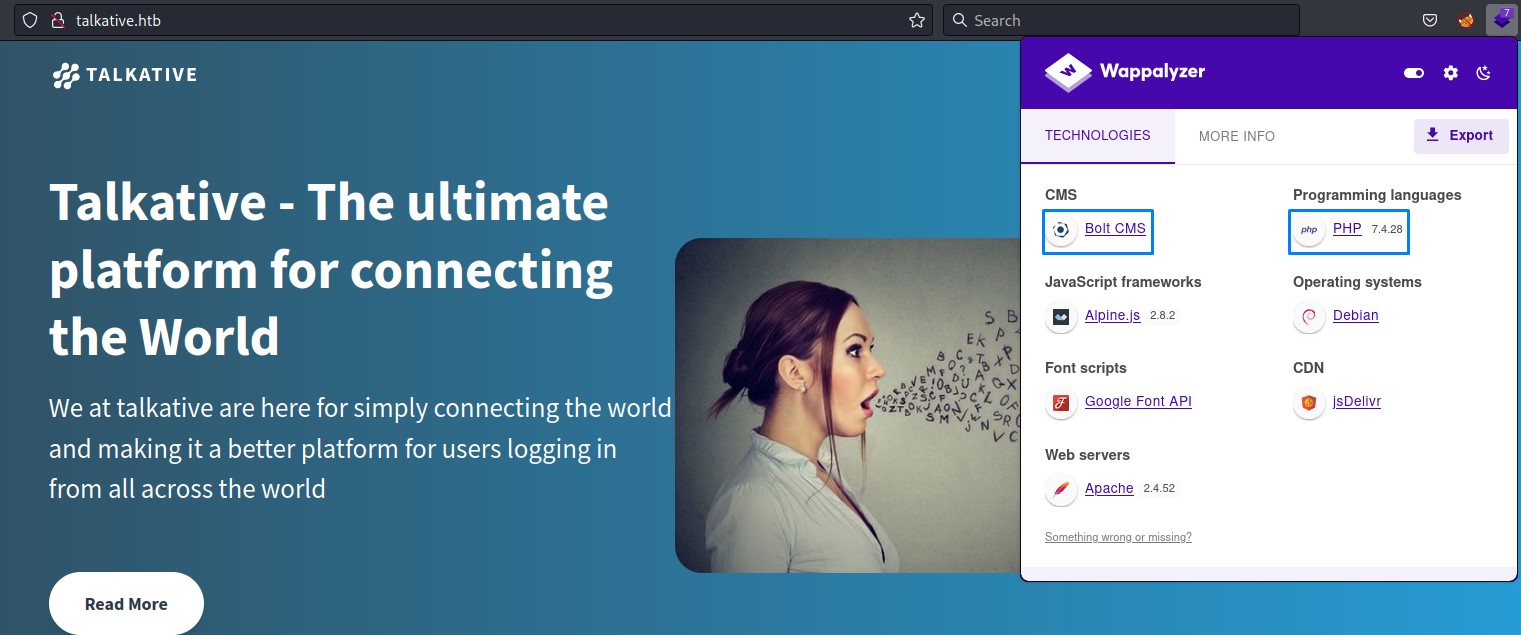 talkative.htb
Search
7
TALKATIVE
Talkative - The ultimate
platform for connecting
the World
We at talkative are here for simply connecting the world
and making it a better platform for users logging in
from all across the world
Read More
Wappalyzer
TECHNOLOGIES
MORE INFO
Export
CMS
Bolt CMS
Programming languages
php
PHP 7.4.28
JavaScript frameworks
Alpine.js 2.8.2
Operating systems
Debian
Font scripts
Google Font API
CDN
jsDelivr
Web servers
Apache 2.4.52
Something wrong or missing?